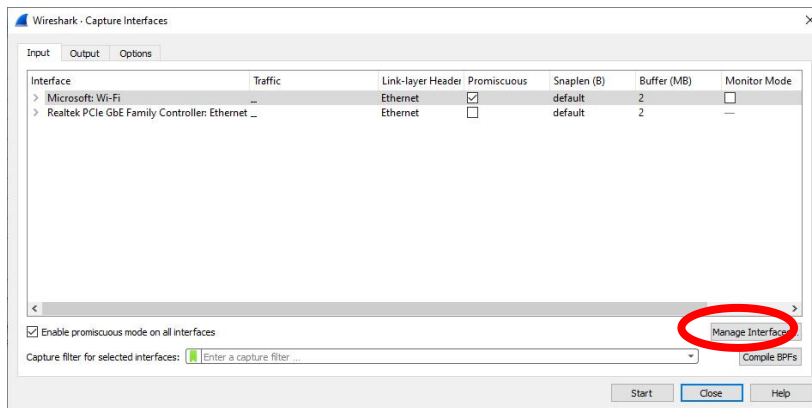 Wireshark · Capture Interfaces
Input Output Options
Interface Traffic Link-layer Header Promiscuous Snaplen (B) Buffer (MB) Monitor Mode
Microsoft: Wi-Fi _ Ethernet default 2
Realtek PCIe GbE Family Controller: Ethernet _ Ethernet default 2 —
Enable promiscuous mode on all interfaces
Manage Interfaces...
Capture filter for selected interfaces: Enter a capture filter ...
Compile BPFs
Start Close Help